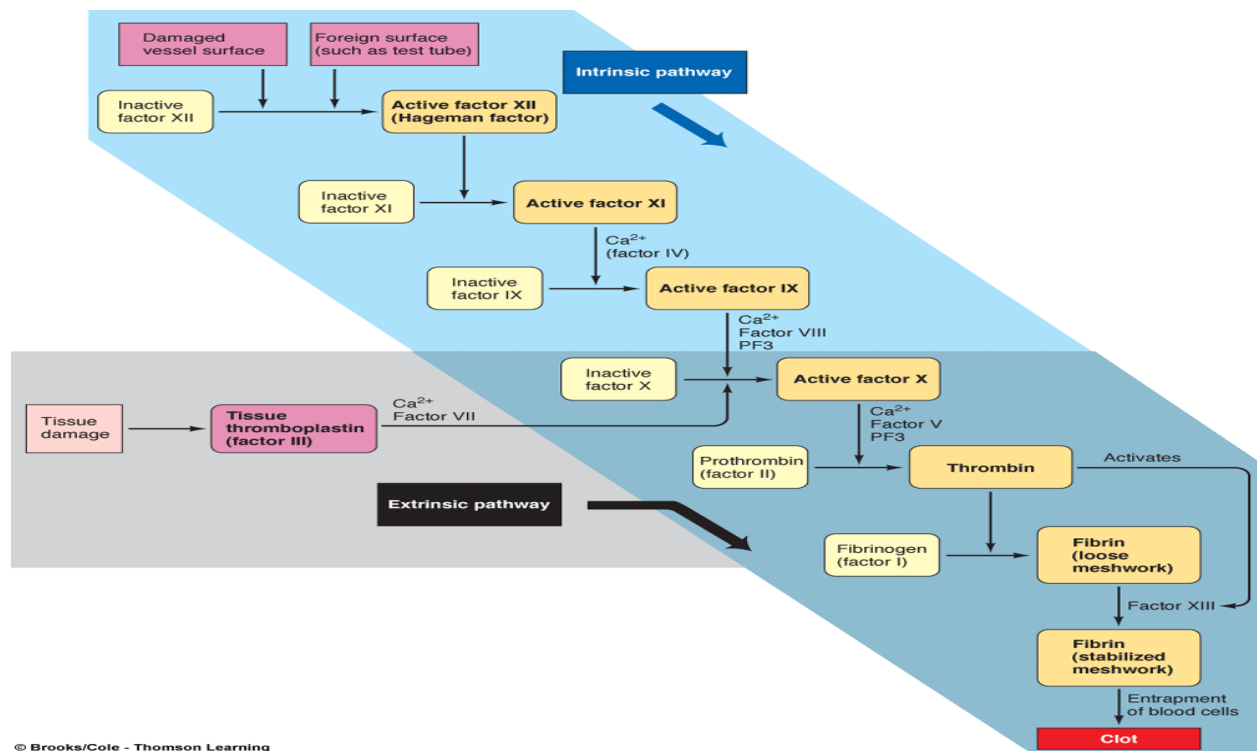 Damaged
vessel surface
Foreign surface
(such as test tube)
Intrinsic pathway
Inactive
factor XII
Active factor XII
(Hageman factor)
Inactive
factor XI
Active factor XI
Ca2+
(factor IV)
Inactive
factor IX
Active factor IX
Ca2+
Factor VIII
PF3
Inactive
factor X
Active factor X
Tissue
damage
Tissue
thromboplastin
(factor III)
Ca2+
Factor VII
Ca2+
Factor V
PF3
Prothrombin
(factor II)
Thrombin
Activates
Extrinsic pathway
Fibrinogen
(factor I)
Fibrin
(loose
meshwork)
Factor XIII
Fibrin
(stabilized
meshwork)
Entrapment
of blood cells
Clot
© Brooks/Cole - Thomson Learning